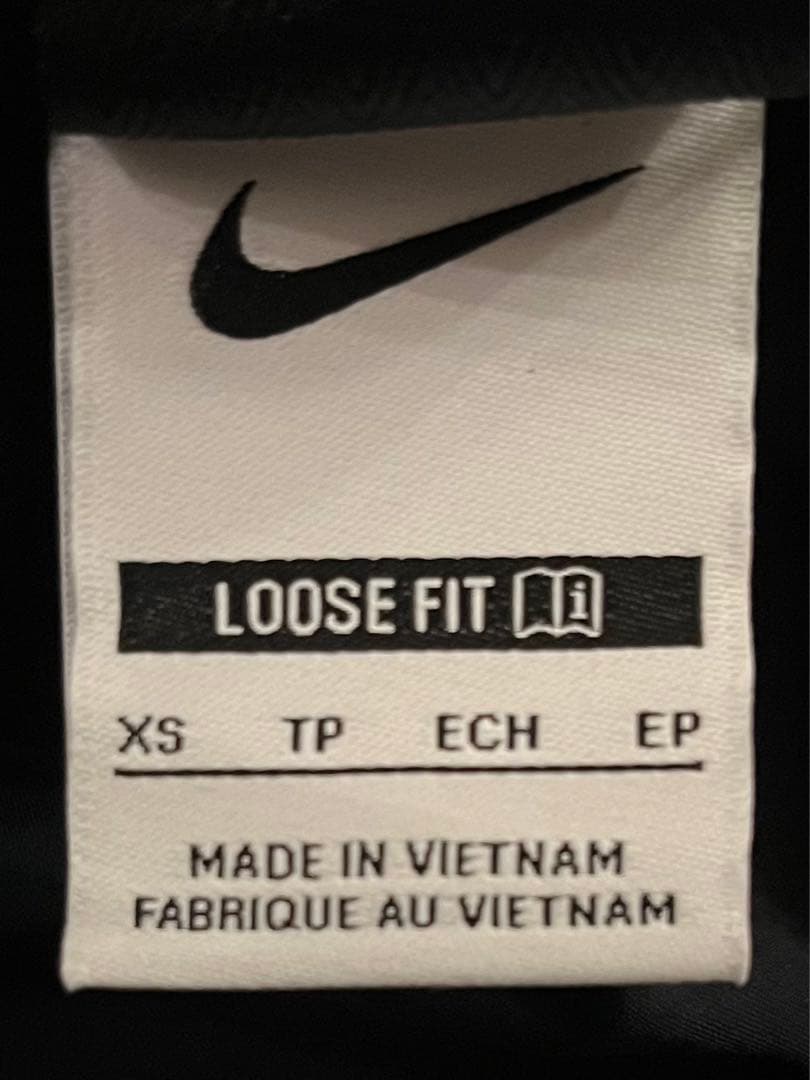 LOOSE FIT i
XS TP ECH EP
MADE IN VIETNAM
FABRIQUE AU VIETNAM